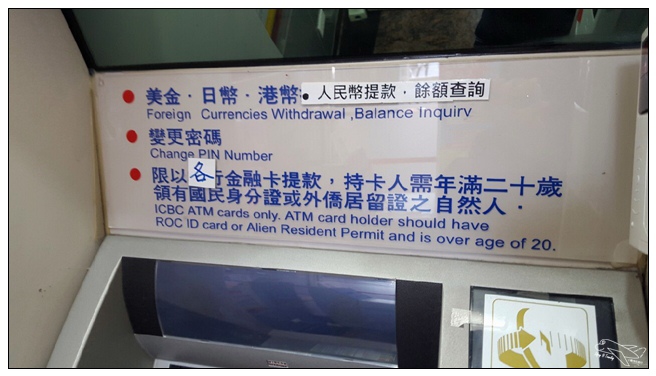 美金．日幣．港幣．人民幣提款．餘額查詢
Foreign Currencies Withdrawal ,Balance Inquiry
變更密碼
Change PIN Number
限以各行金融卡提款，持卡人需年滿二十歲
領有國民身分證或外僑居留證之自然人．
ICBC ATM cards only. ATM card holder should have
ROC ID card or Alien Resident Permit and is over age of 20.